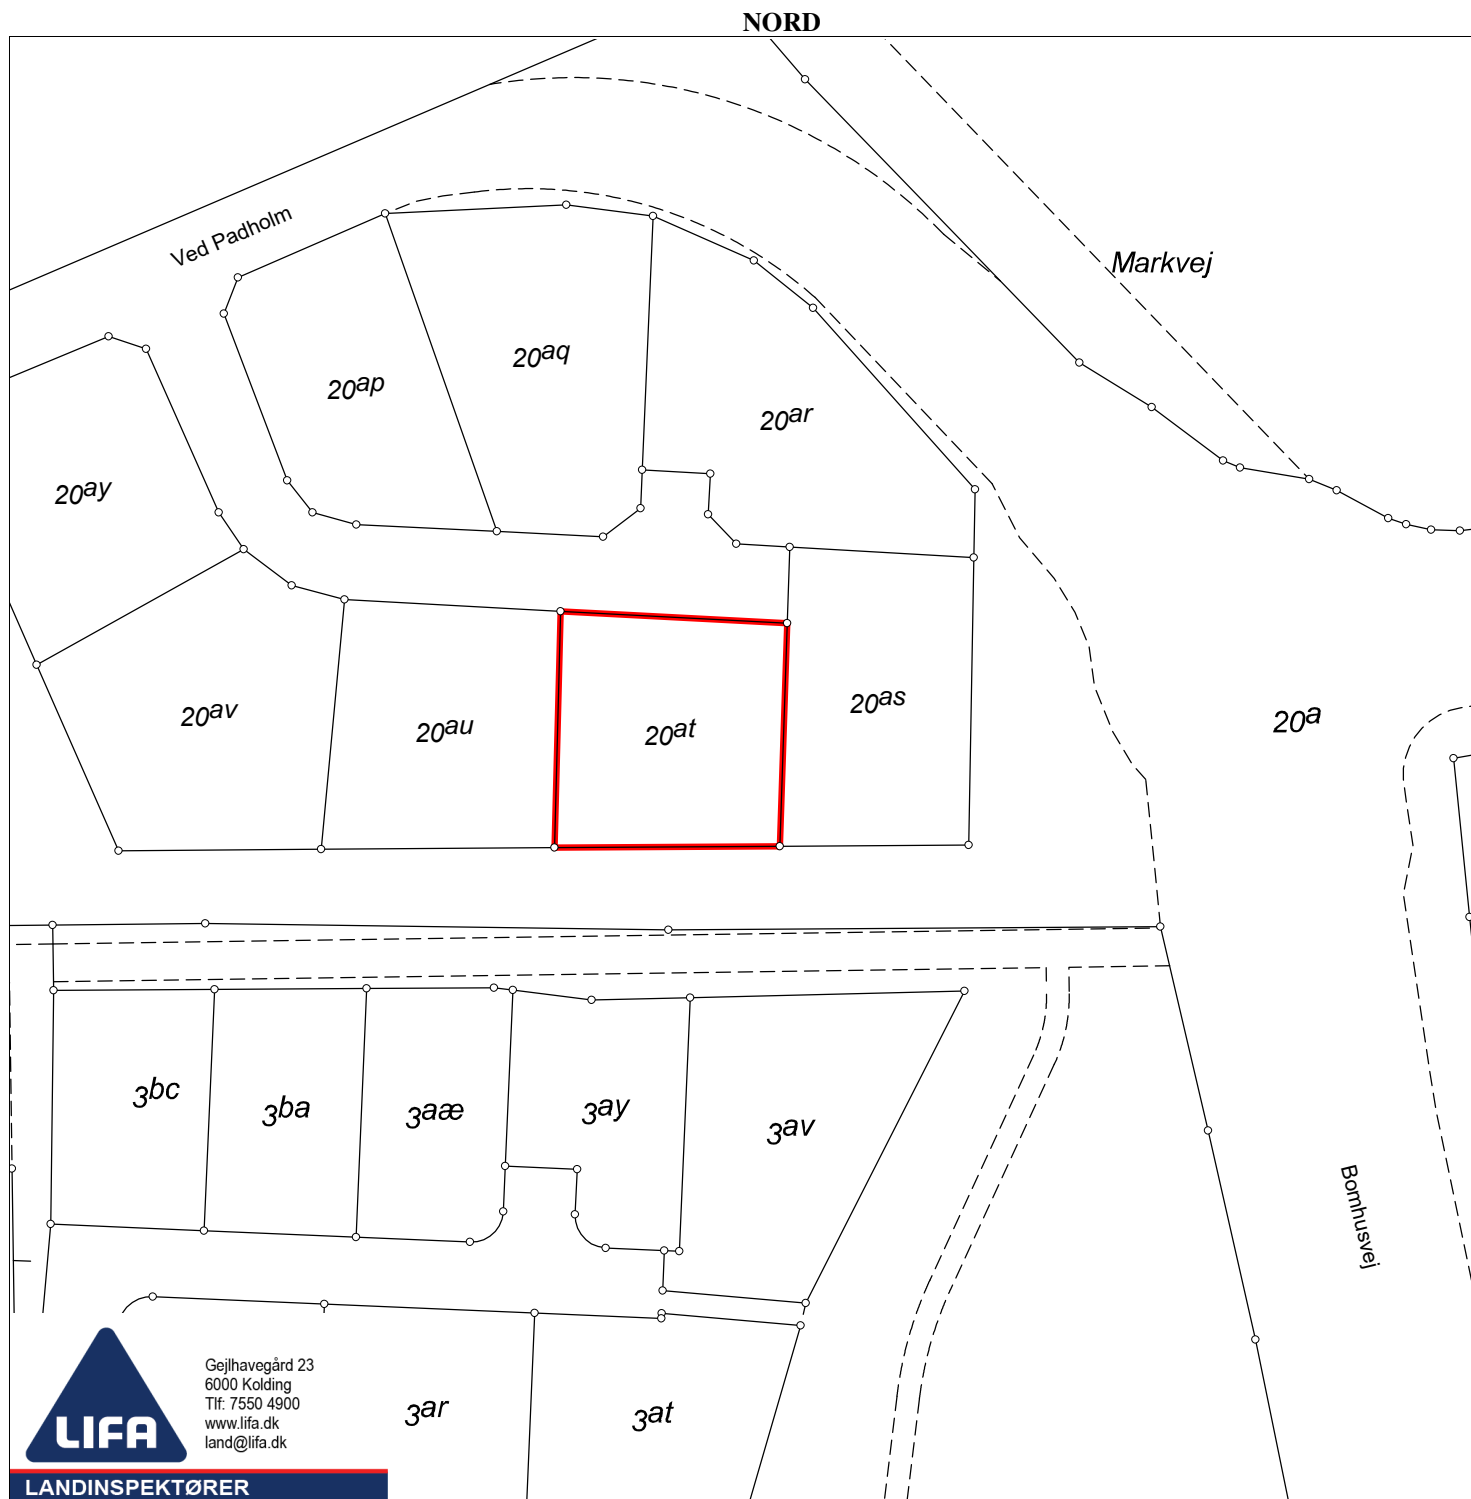 NORD
Ved Padholm
Markvej
20aq
20ap
20ar
20ay
20as
20av
20au
20at
20a
3bc
3ba
3aæ
3ay
3av
Bomhusvej
3ar
3at
LIFA
Gejlhavegård 23
6000 Kolding
Tlf: 7550 4900
www.lifa.dk
land@lifa.dk
LANDINSPEKTØRER